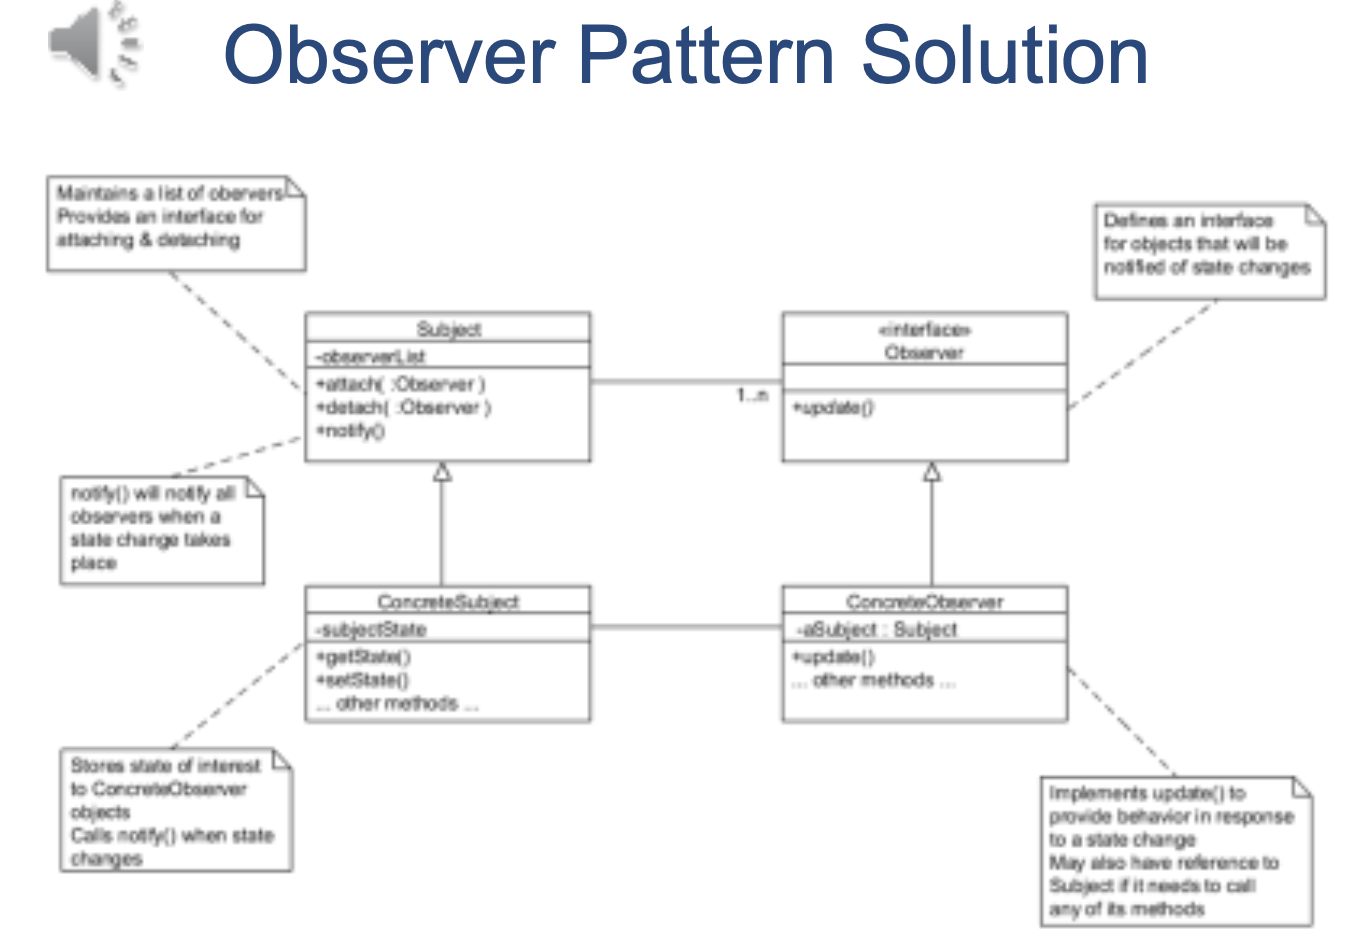 Observer Pattern Solution
Maintains a list of obervers
Provides an interface for
attaching & detaching
Defines an interface
for objects that will be
notified of state changes
Subject
-observerList
+attach( :Observer )
+detach( :Observer )
+notify()
«interface»
Observer
+update()
1..n
notify() will notify all
observers when a
state change takes
place
ConcreteSubject
-subjectState
+getState()
+setState()
... other methods ...
ConcreteObserver
-aSubject : Subject
+update()
... other methods ...
Stores state of interest
to ConcreteObserver
objects
Calls notify() when state
changes
Implements update() to
provide behavior in response
to a state change
May also have reference to
Subject if it needs to call
any of its methods